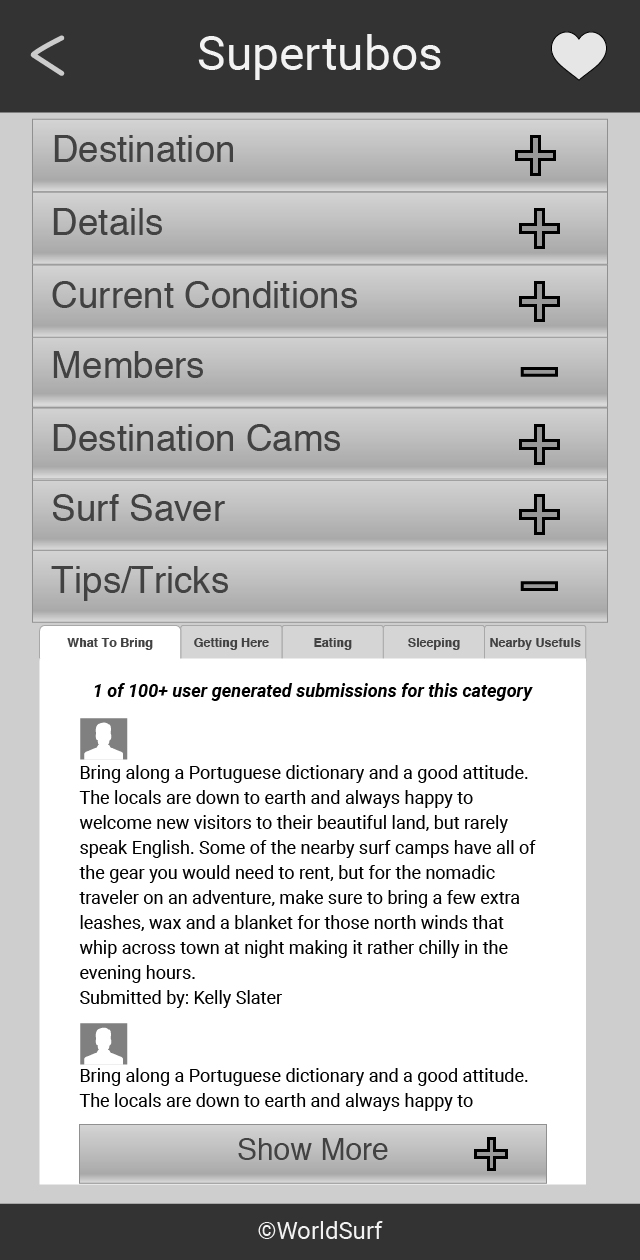 Supertubos
Destination
Details
Current Conditions
Members
Destination Cams
Surf Saver
Tips/Tricks
What To Bring
Getting Here
Eating
Sleeping
Nearby Usefuls
1 of 100+ user generated submissions for this category
Bring along a Portuguese dictionary and a good attitude.
The locals are down to earth and always happy to
welcome new visitors to their beautiful land, but rarely
speak English. Some of the nearby surf camps have all of
the gear you would need to rent, but for the nomadic
traveler on an adventure, make sure to bring a few extra
leashes, wax and a blanket for those north winds that
whip across town at night making it rather chilly in the
evening hours.
Submitted by: Kelly Slater
Bring along a Portuguese dictionary and a good attitude.
The locals are down to earth and always happy to
Show More
©WorldSurf